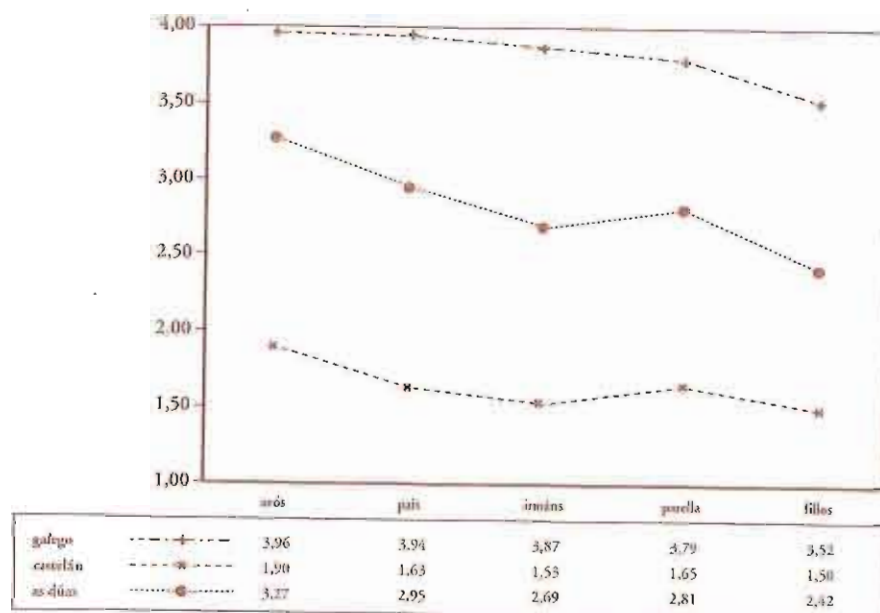 4,00
3,50
3,00
2,50
2,00
1,50
1,00
avós pais irmáns parella fillos
galego 3,96 3,94 3,87 3,79 3,52
castelán 1,90 1,63 1,53 1,65 1,50
as dúas 3,27 2,95 2,69 2,81 2,42